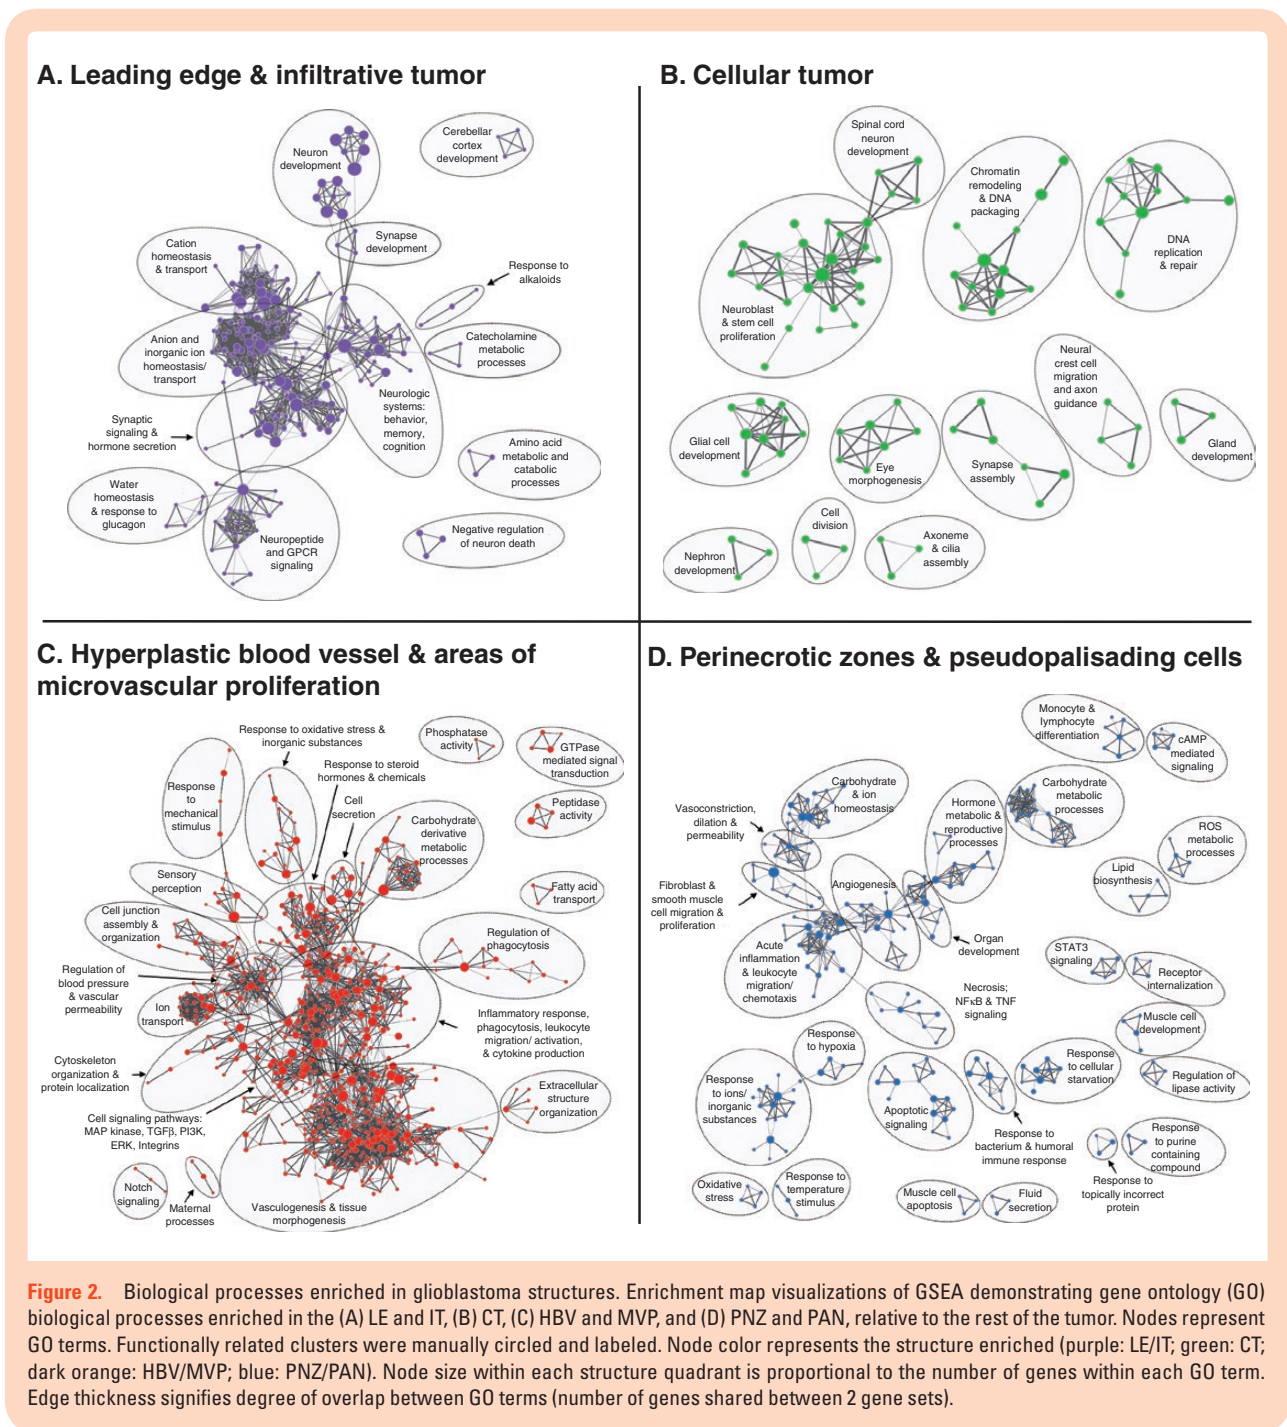 A. Leading edge & infiltrative tumor
Neuron
development
Cerebellar
cortex
development
Cation
homeostasis
& transport
Synapse
development
Response to
alkaloids
Anion and
inorganic ion
homeostasis/
transport
Catecholamine
metabolic
processes
Neurologic
systems:
behavior,
memory,
cognition
Synaptic
signaling &
hormone secretion
Amino acid
metabolic and
catabolic
processes
Water
homeostasis
& response to
glucagon
Neuropeptide
and GPCR
signaling
Negative regulation
of neuron death
B. Cellular tumor
Spinal cord
neuron
development
Chromatin
remodeling
& DNA
packaging
DNA
replication
& repair
Neuroblast
& stem cell
proliferation
Neural
crest cell
migration
and axon
guidance
Glial cell
development
Eye
morphogenesis
Synapse
assembly
Gland
development
Nephron
development
Cell
division
Axoneme
& cilia
assembly
C. Hyperplastic blood vessel & areas of
microvascular proliferation
Response to oxidative stress &
inorganic substances
Phosphatase
activity
GTPase
mediated signal
transduction
Response to steroid
hormones & chemicals
Response
to
mechanical
stimulus
Cell
secretion
Peptidase
activity
Carbohydrate
derivative
metabolic
processes
Sensory
perception
Fatty acid
transport
Cell junction
assembly &
organization
Regulation of
phagocytosis
Regulation of
blood pressure
& vascular
permeability
Ion
transport
Inflammatory response,
phagocytosis, leukocyte
migration/ activation,
& cytokine production
Cytoskeleton
organization &
protein localization
Extracellular
structure
organization
Cell signaling pathways:
MAP kinase, TGFβ, PI3K,
ERK, Integrins
Notch
signaling
Maternal
processes
Vasculogenesis & tissue
morphogenesis
D. Perinecrotic zones & pseudopalisading cells
Monocyte &
lymphocyte
differentiation
cAMP
mediated
signaling
Carbohydrate
& ion
homeostasis
Carbohydrate
metabolic
processes
Vasoconstriction,
dilation &
permeability
Hormone
metabolic &
reproductive
processes
ROS
metabolic
processes
Lipid
biosynthesis
Fibroblast &
smooth muscle
cell migration &
proliferation
Angiogenesis
Acute
inflammation
& leukocyte
migration/
chemotaxis
Organ
development
STAT3
signaling
Receptor
internalization
Necrosis;
NFκB & TNF
signaling
Muscle cell
development
Response
to hypoxia
Response
to cellular
starvation
Regulation of
lipase activity
Response
to ions/
inorganic
substances
Apoptotic
signaling
Response to
bacterium & humoral
immune response
Response
to purine
containing
compound
Response to
topically incorrect
protein
Oxidative
stress
Response to
temperature
stimulus
Muscle cell
apoptosis
Fluid
secretion
Figure 2. Biological processes enriched in glioblastoma structures. Enrichment map visualizations of GSEA demonstrating gene ontology (GO)
biological processes enriched in the (A) LE and IT, (B) CT, (C) HBV and MVP, and (D) PNZ and PAN, relative to the rest of the tumor. Nodes represent
GO terms. Functionally related clusters were manually circled and labeled. Node color represents the structure enriched (purple: LE/IT; green: CT;
dark orange: HBV/MVP; blue: PNZ/PAN). Node size within each structure quadrant is proportional to the number of genes within each GO term.
Edge thickness signifies degree of overlap between GO terms (number of genes shared between 2 gene sets).